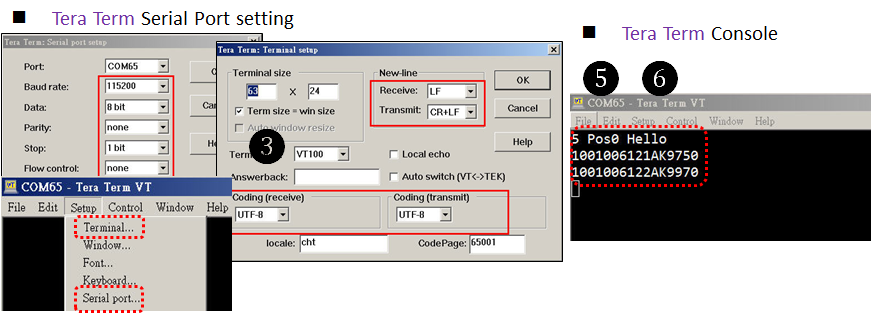 Tera Term Serial Port setting
Tera Term: Serial port setup
Port: COM65
Baud rate: 115200
Data: 8 bit
Parity: none
Stop: 1 bit
Flow control: none
Tera Term: Terminal setup
Terminal size
63 X 24
Term size = win size
Auto window resize
New-line
Receive: LF
Transmit: CR+LF
OK
Cancel
Help
3
VT100
Local echo
Answerback:
Auto switch (VT<->TEK)
Coding (receive)
UTF-8
Coding (transmit)
UTF-8
locale: cht
CodePage: 65001
COM65 - Tera Term VT
File Edit Setup Control Window Help
Terminal...
Window...
Font...
Keyboard...
Serial port...
Tera Term Console
5 6
COM65 - Tera Term VT
File Edit Setup Control Window Help
5 Pos0 Hello
1001006121AK9750
1001006122AK9970